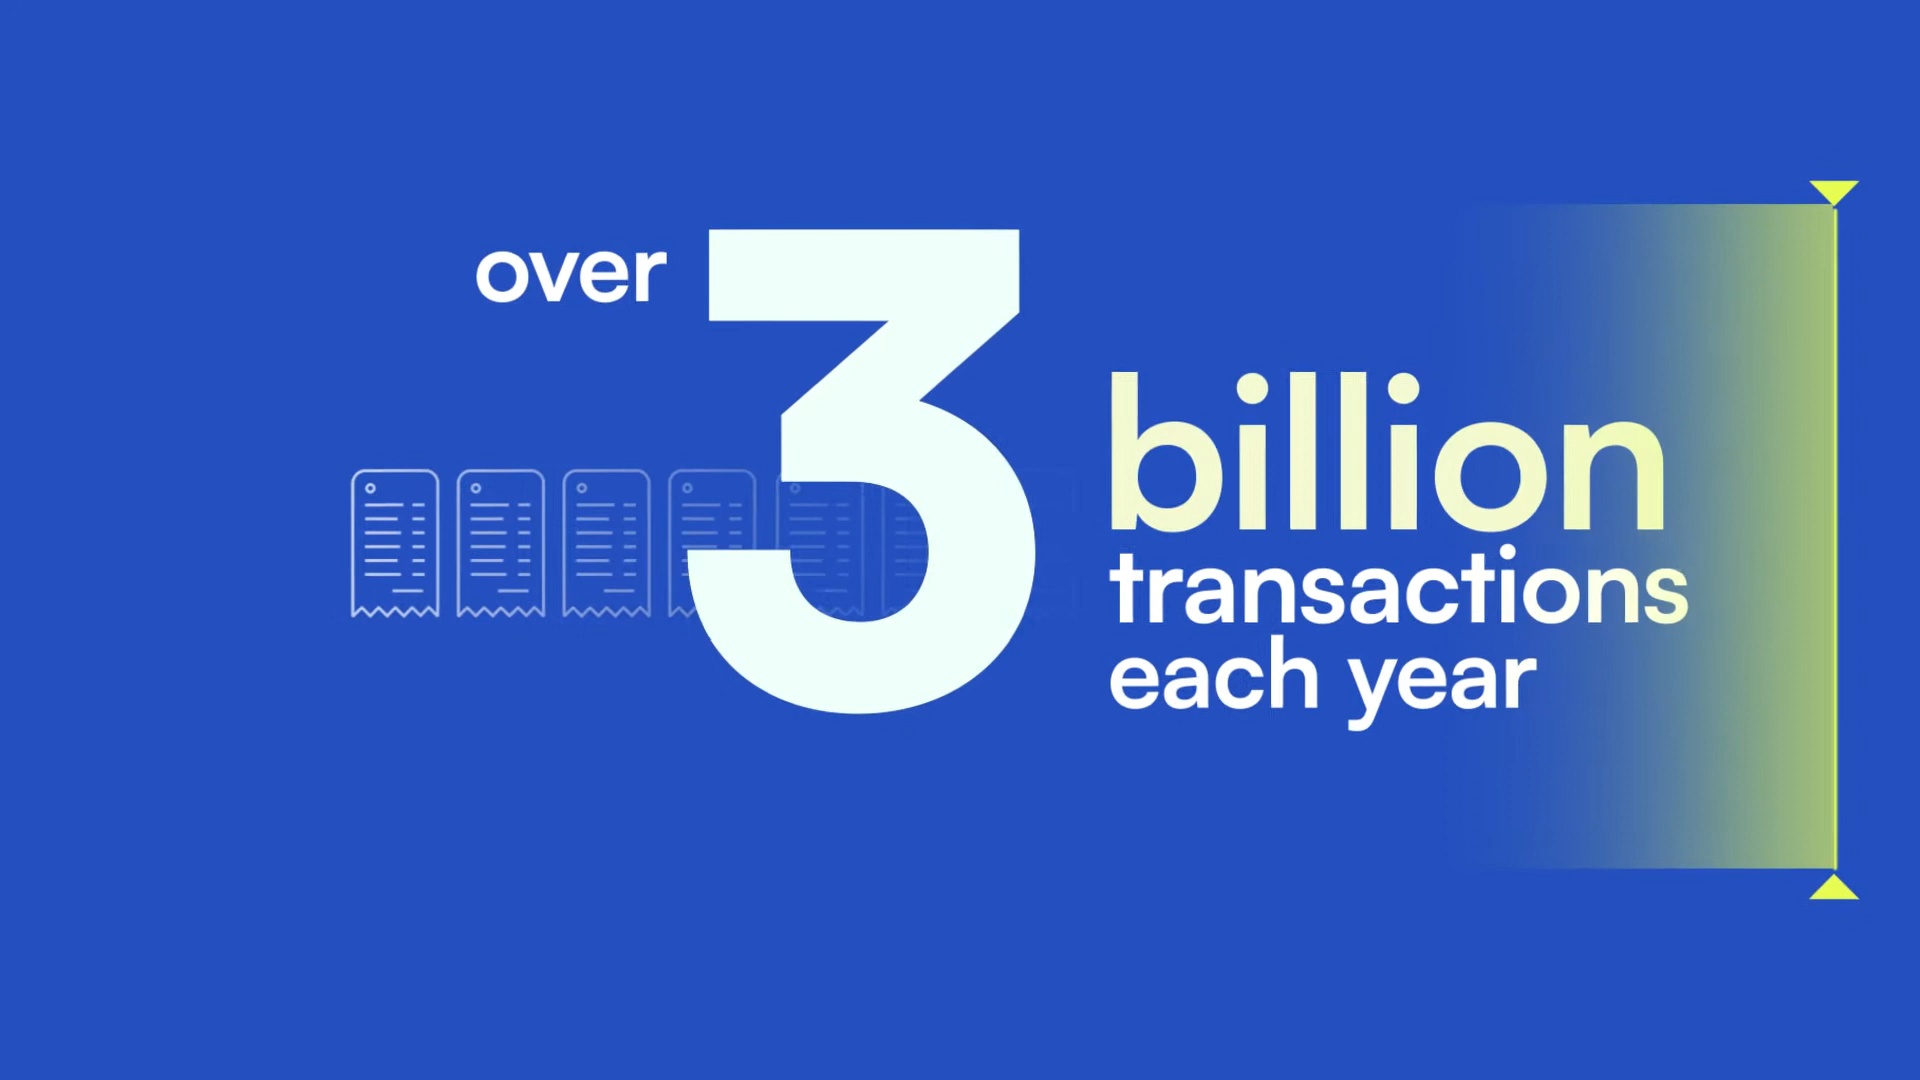 over
3
billion
transactions
each year